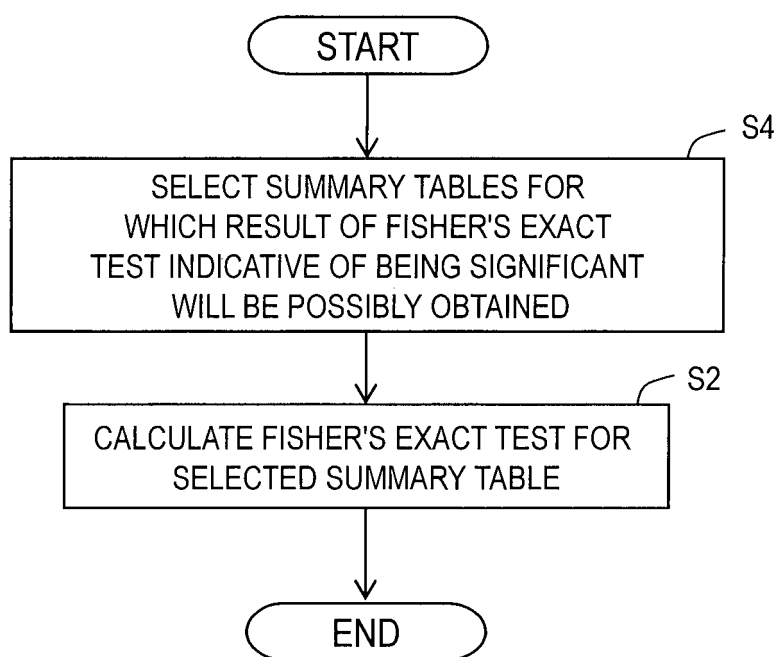 START
S4
SELECT SUMMARY TABLES FOR
WHICH RESULT OF FISHER'S EXACT
TEST INDICATIVE OF BEING SIGNIFICANT
WILL BE POSSIBLY OBTAINED
S2
CALCULATE FISHER'S EXACT TEST FOR
SELECTED SUMMARY TABLE
END